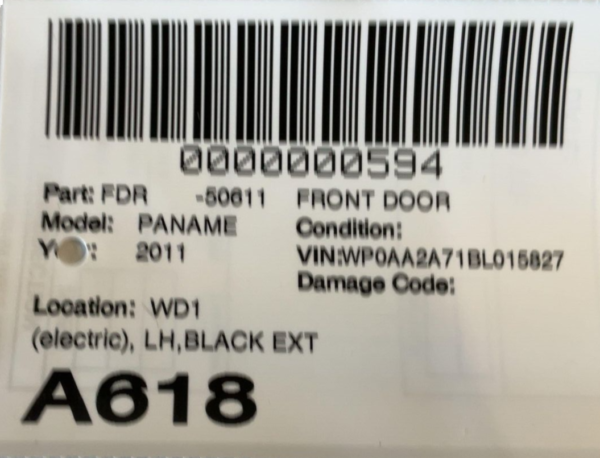 0000000594
Part: FDR -50611 FRONT DOOR
Model: PANAME Condition:
2011 VIN:WP0AA2A71BL015827
Damage Code:
Location: WD1
(electric), LH,BLACK EXT
A618